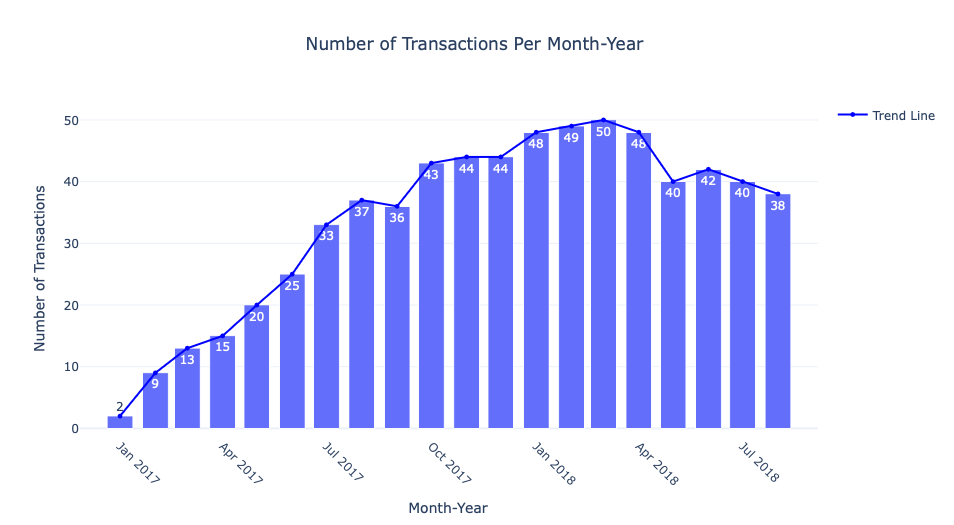 Number of Transactions Per Month-Year
Trend Line
Number of Transactions
50
40
30
20
10
0
2
9
13
15
20
25
33
37
36
43
44
44
48
49
50
48
40
42
40
38
Jan 2017
Apr 2017
Jul 2017
Oct 2017
Jan 2018
Apr 2018
Jul 2018
Month-Year